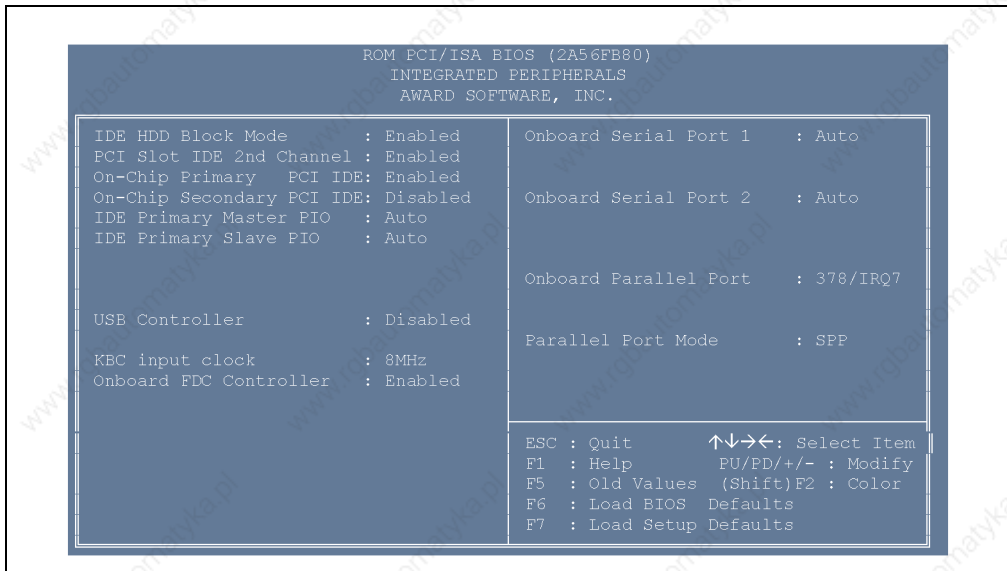 ROM PCI/ISA BIOS (2A56FB80)
INTEGRATED PERIPHERALS
AWARD SOFTWARE, INC.
IDE HDD Block Mode : Enabled
PCI Slot IDE 2nd Channel : Enabled
On-Chip Primary PCI IDE: Enabled
On-Chip Secondary PCI IDE: Disabled
IDE Primary Master PIO : Auto
IDE Primary Slave PIO : Auto
USB Controller : Disabled
KBC input clock : 8MHz
Onboard FDC Controller : Enabled
Onboard Serial Port 1 : Auto
Onboard Serial Port 2 : Auto
Onboard Parallel Port : 378/IRQ7
Parallel Port Mode : SPP
ESC : Quit ↑↓→←: Select Item
F1 : Help PU/PD/+/- : Modify
F5 : Old Values (Shift)F2 : Color
F6 : Load BIOS Defaults
F7 : Load Setup Defaults
www.rgbautomatyka.pl